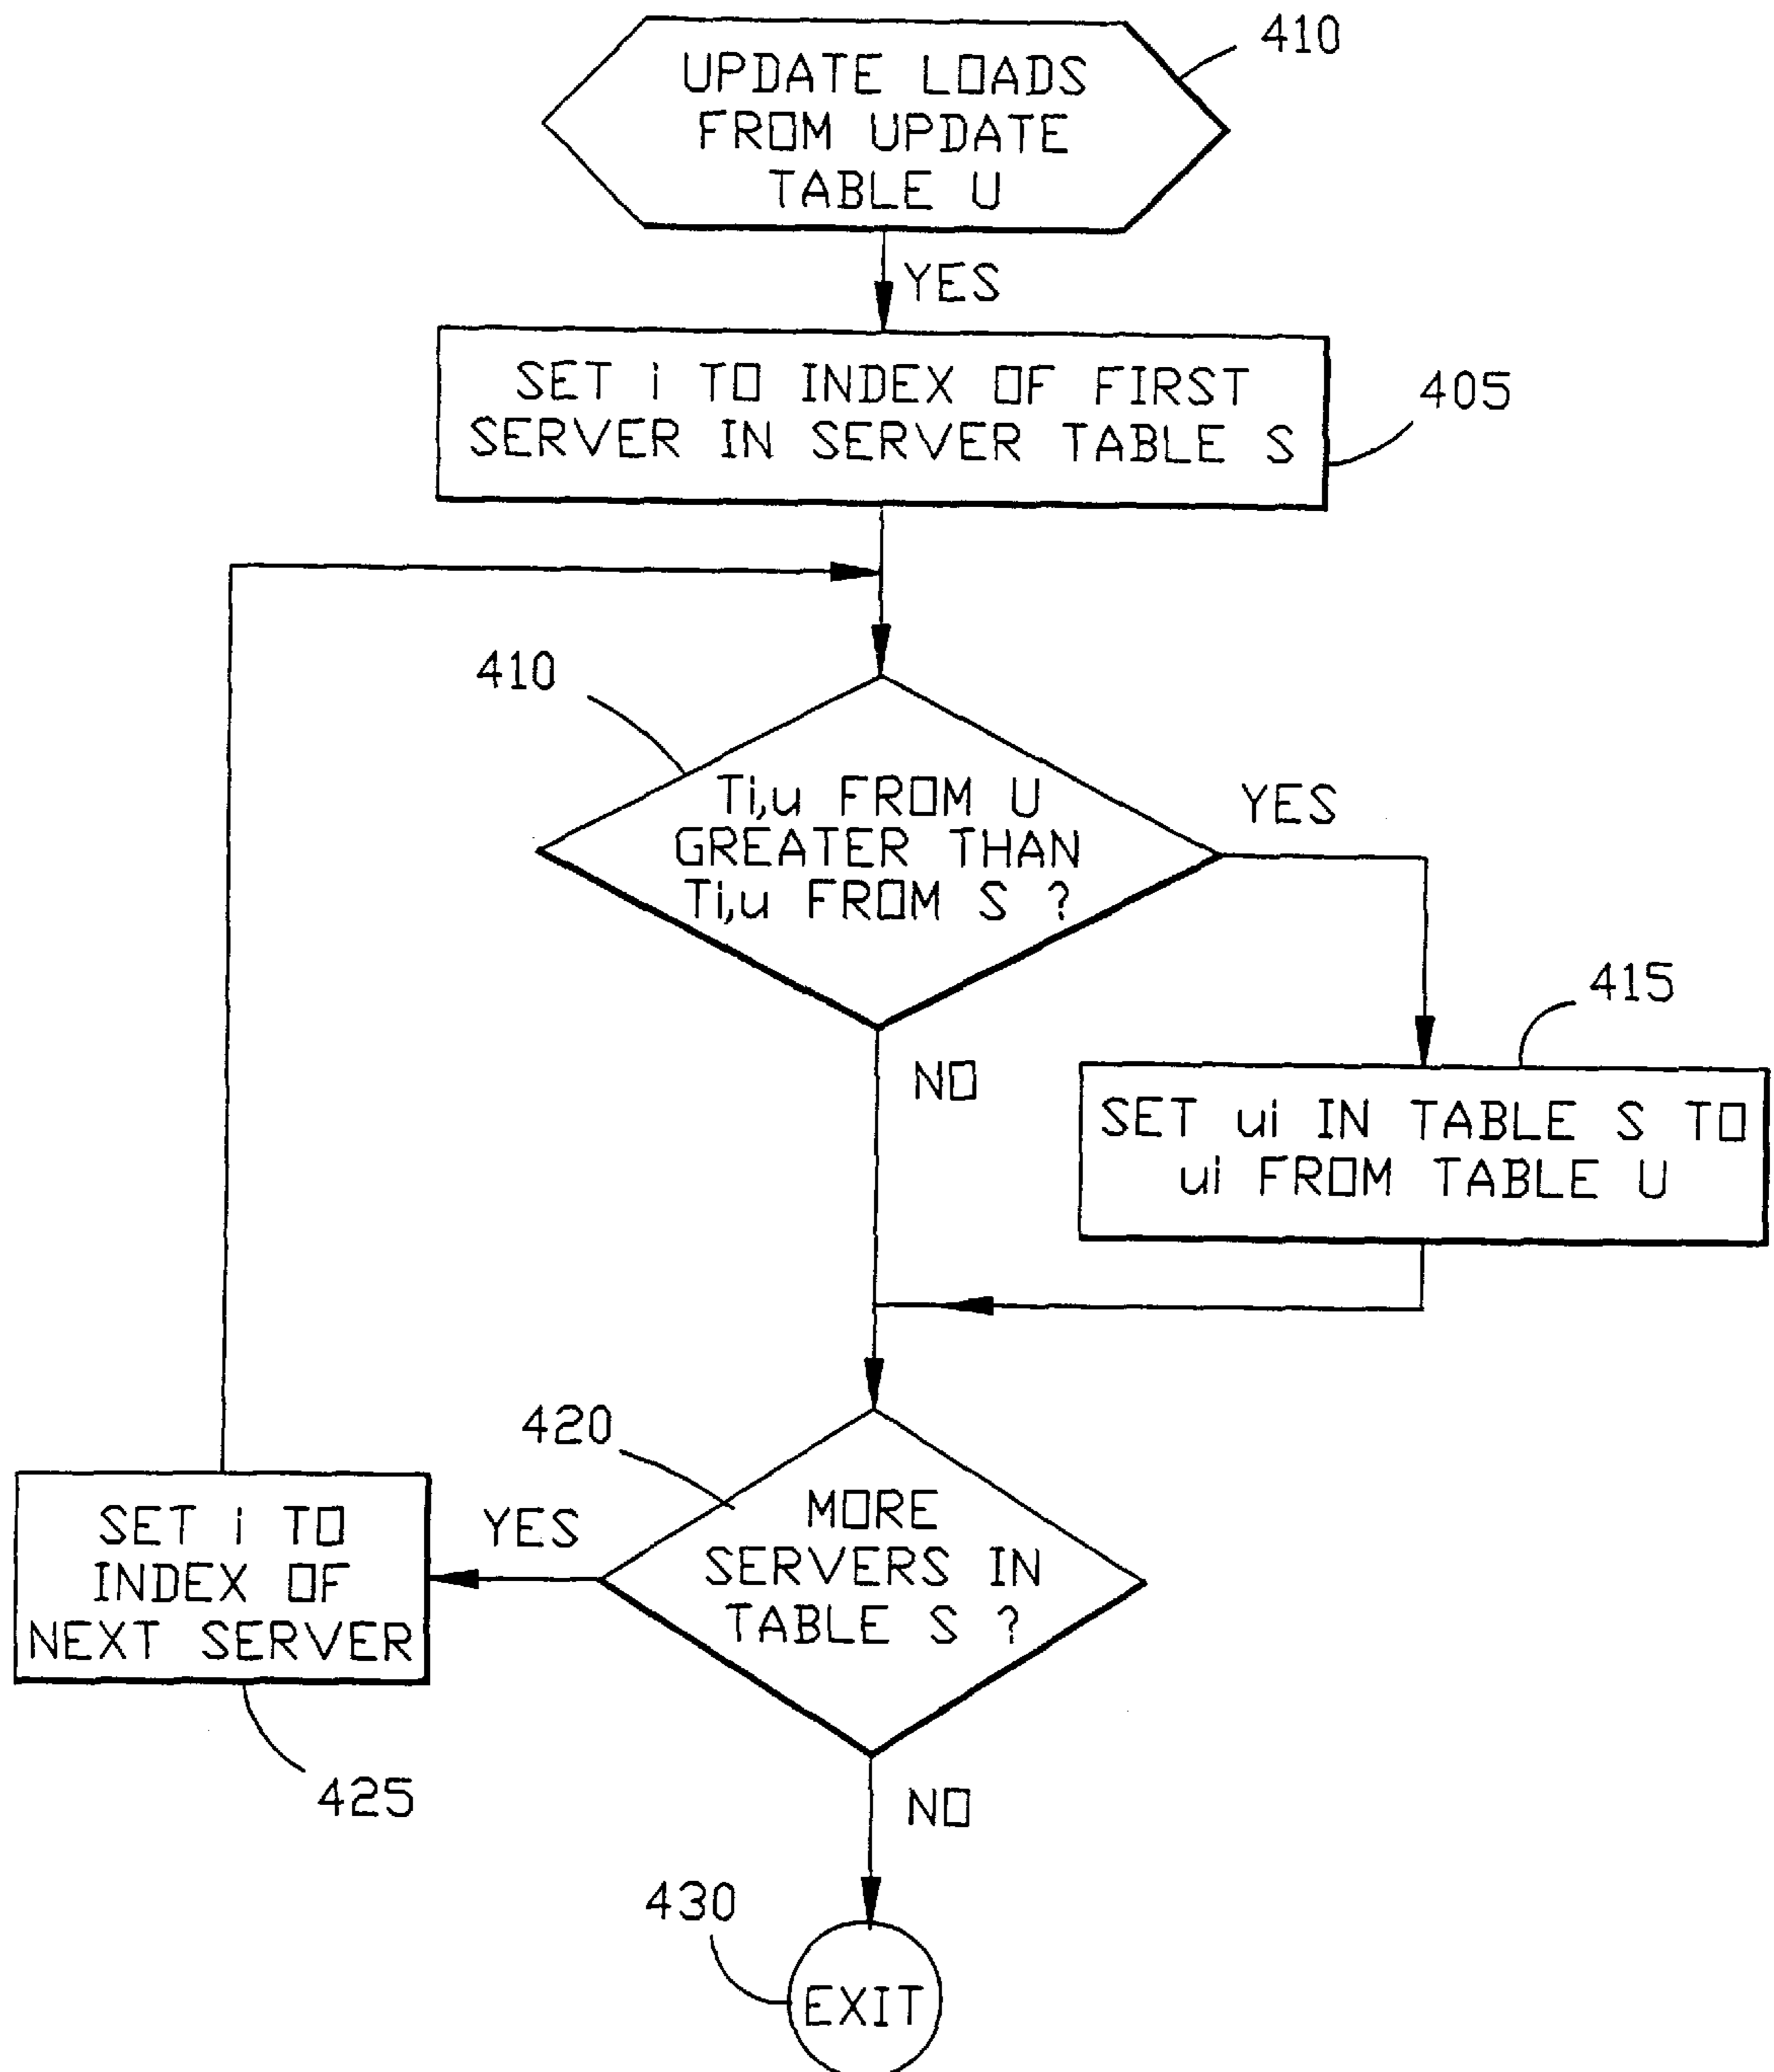 410
UPDATE LOADS
FROM UPDATE
TABLE U
YES
SET i TO INDEX OF FIRST
SERVER IN SERVER TABLE S
405
410
Ti,u FROM U
GREATER THAN
Ti,u FROM S ?
YES
NO
415
SET ui IN TABLE S TO
ui FROM TABLE U
420
MORE
SERVERS IN
TABLE S ?
YES
SET i TO
INDEX OF
NEXT SERVER
425
NO
430
EXIT